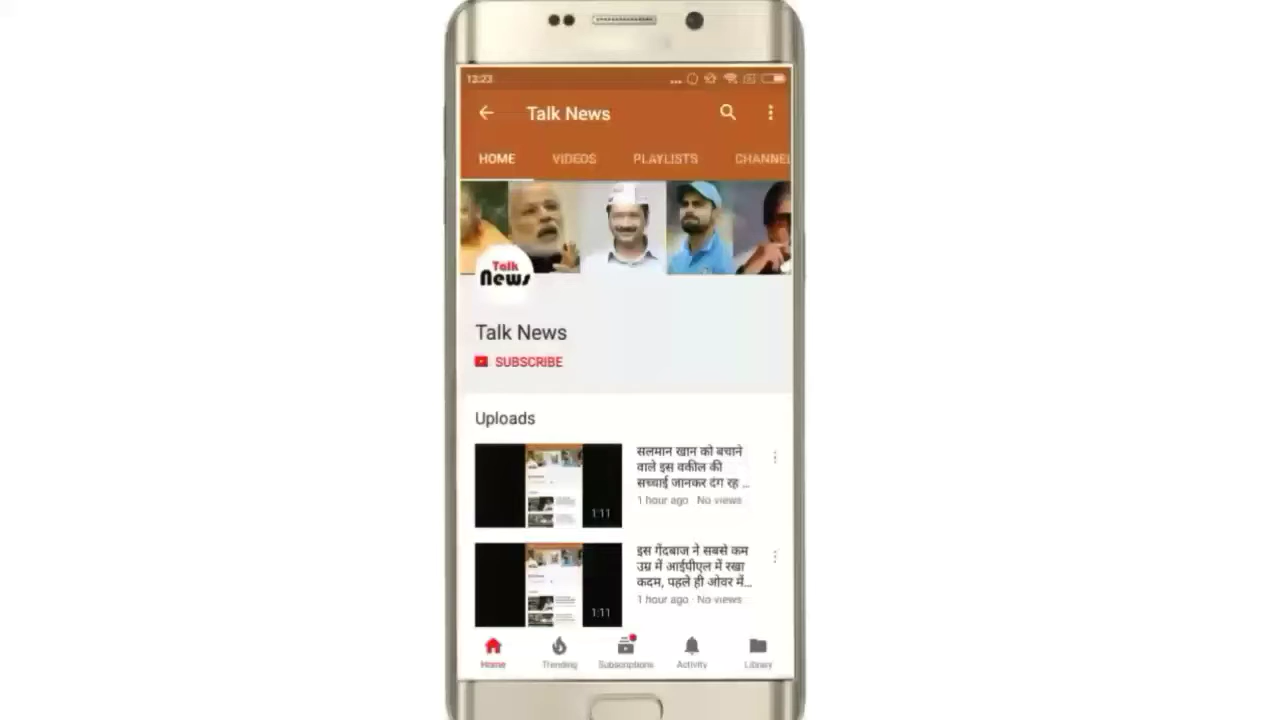 12:23
Talk News
HOME VIDEOS PLAYLISTS CHANNEL
Talk
News
Talk News
SUBSCRIBE
Uploads
सलमान खान को बचाने
वाले इस वकील की
सच्चाई जानकर दंग रह ...
1 hour ago · No views
1:11
इस गेंदबाज ने सबसे कम
उम्र में आईपीएल में रखा
कदम, पहले ही ओवर में...
1 hour ago · No views
1:11
Home Trending Subscriptions Activity Library